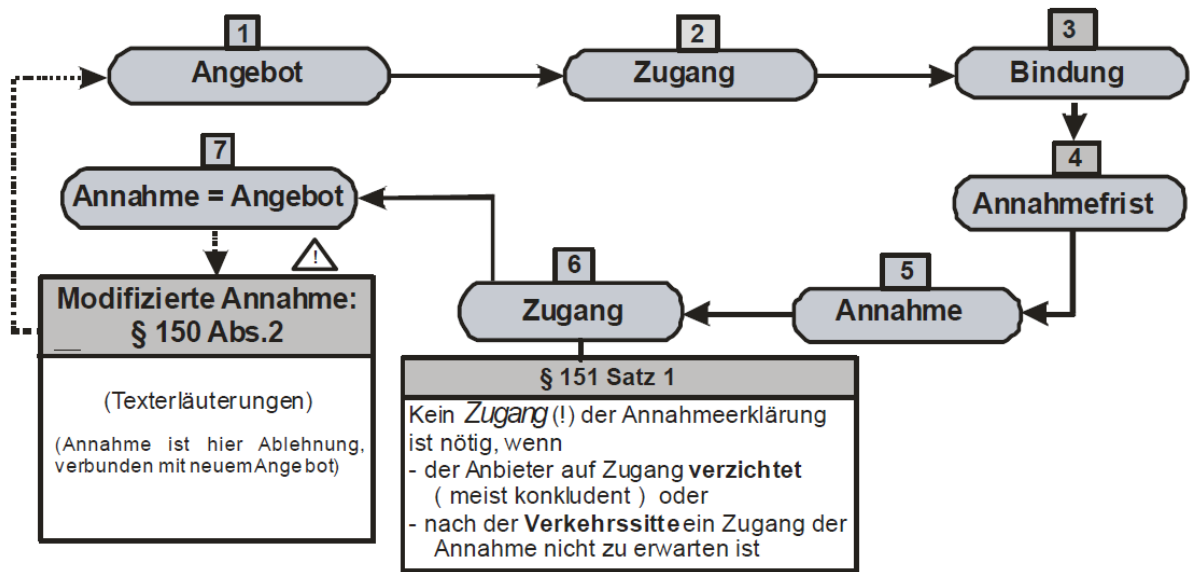 1
Angebot
2
Zugang
3
Bindung
4
Annahmefrist
5
Annahme
6
Zugang
§ 151 Satz 1
Kein Zugang (!) der Annahmeerklärung
ist nötig, wenn
- der Anbieter auf Zugang verzichtet
( meist konkludent ) oder
- nach der Verkehrssitte ein Zugang der
Annahme nicht zu erwarten ist
7
Annahme = Angebot
!
Modifizierte Annahme:
§ 150 Abs.2
(Texterläuterungen)
(Annahme ist hier Ablehnung,
verbunden mit neuem Angebot)